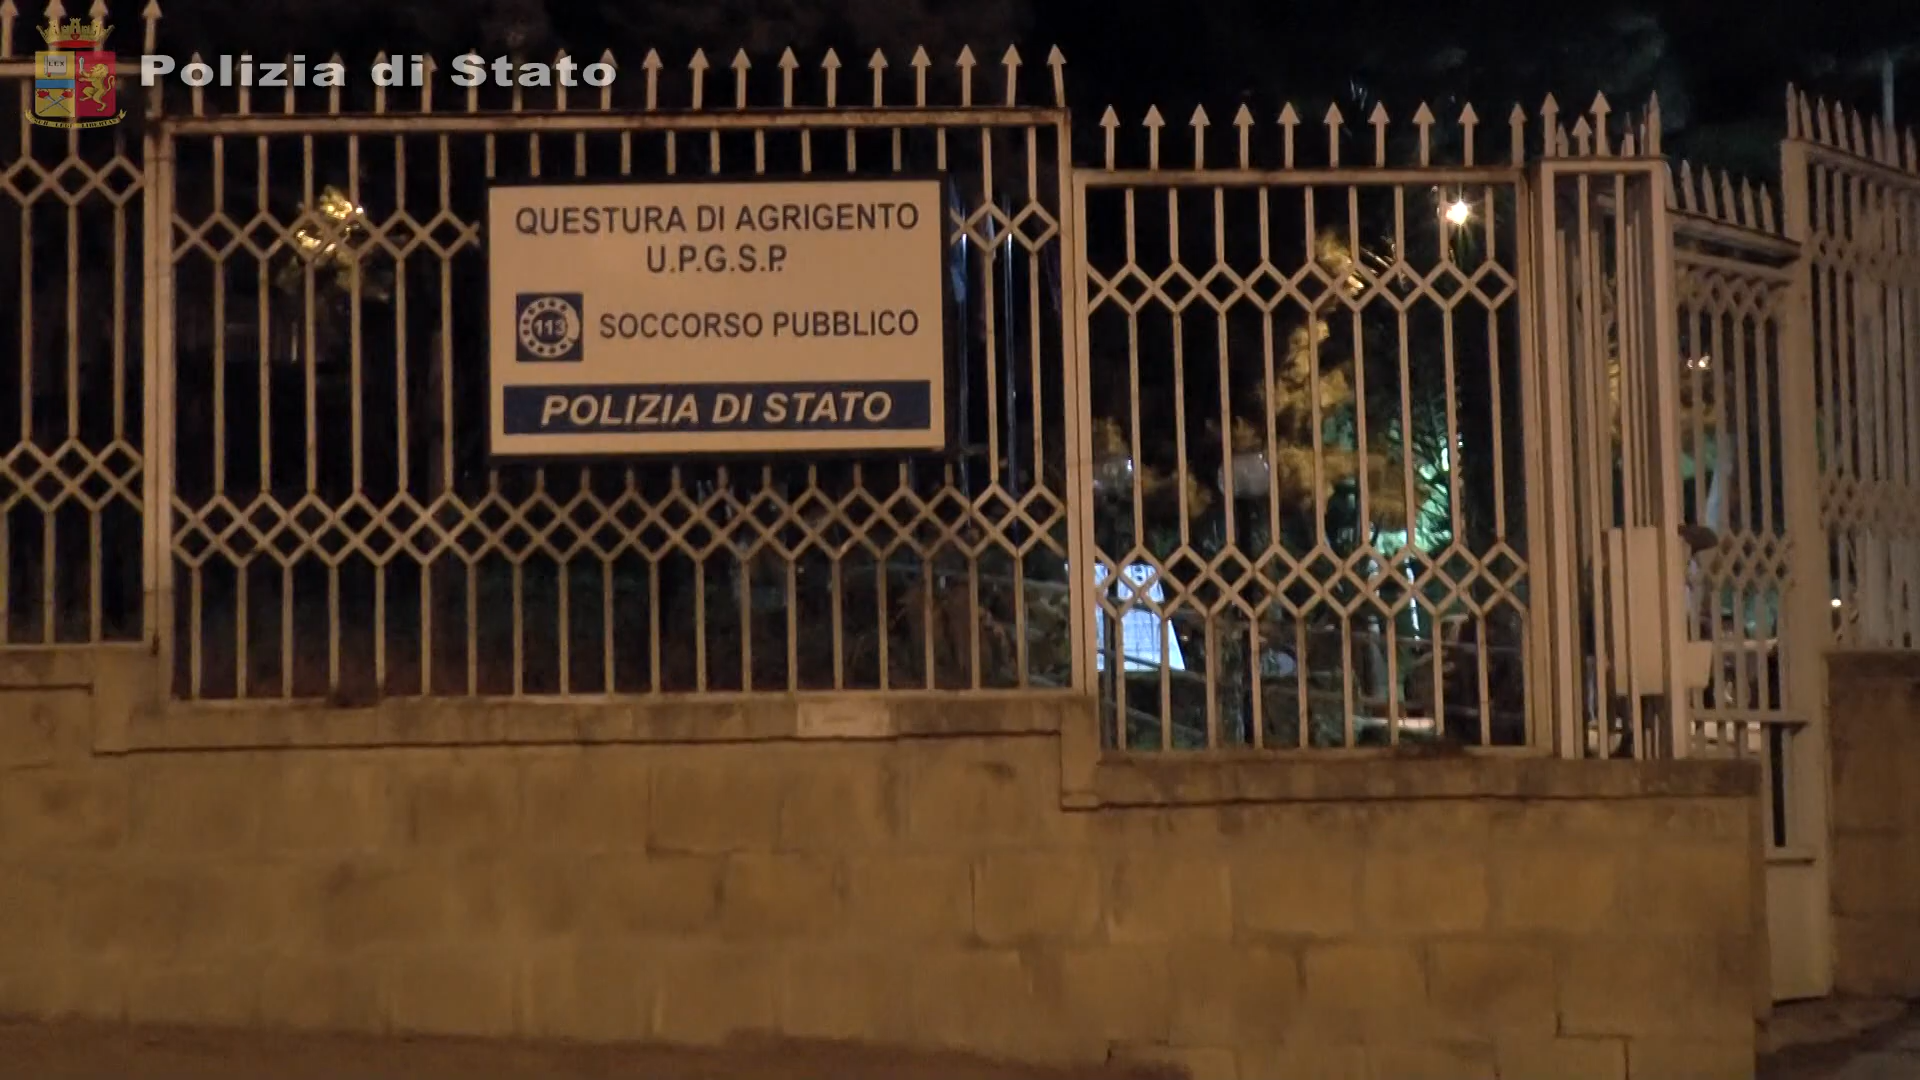 Polizia di Stato
QUESTURA DI AGRIGENTO
U.P.G.S.P.
113 SOCCORSO PUBBLICO
POLIZIA DI STATO